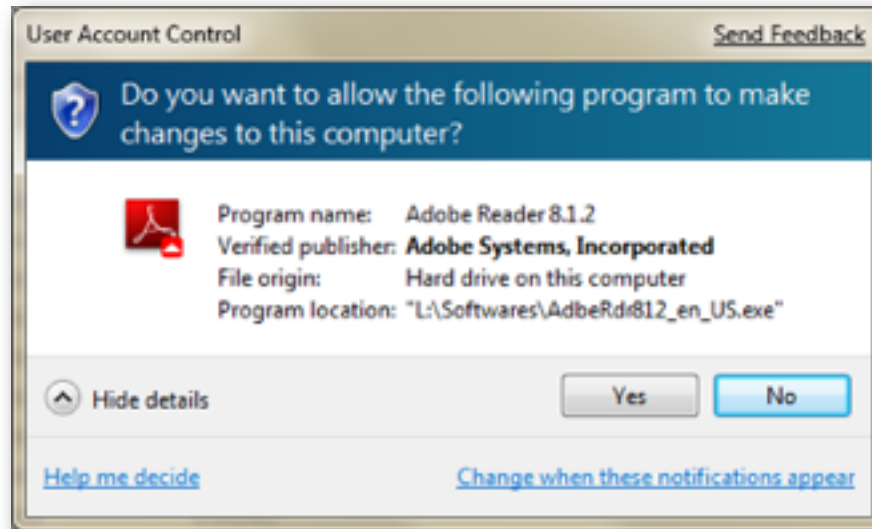 User Account Control
Send Feedback
Do you want to allow the following program to make
changes to this computer?
Program name: Adobe Reader 8.1.2
Verified publisher: Adobe Systems, Incorporated
File origin: Hard drive on this computer
Program location: "L:\Softwares\AdbeRdr812_en_US.exe"
Hide details
Yes
No
Help me decide
Change when these notifications appear